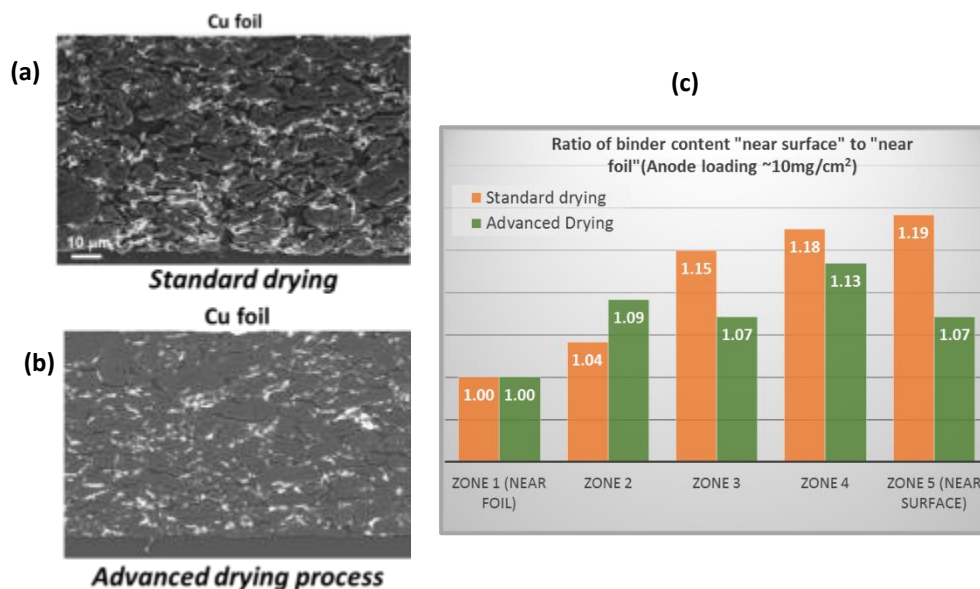 (a)
Cu foil
10 µm
Standard drying
(b)
Cu foil
Advanced drying process
(c)
Ratio of binder content "near surface" to "near
foil"(Anode loading ~10mg/cm²)
Standard drying
Advanced Drying
1.00
1.00
1.04
1.09
1.15
1.07
1.18
1.13
1.19
1.07
ZONE 1 (NEAR
FOIL)
ZONE 2
ZONE 3
ZONE 4
ZONE 5 (NEAR
SURFACE)